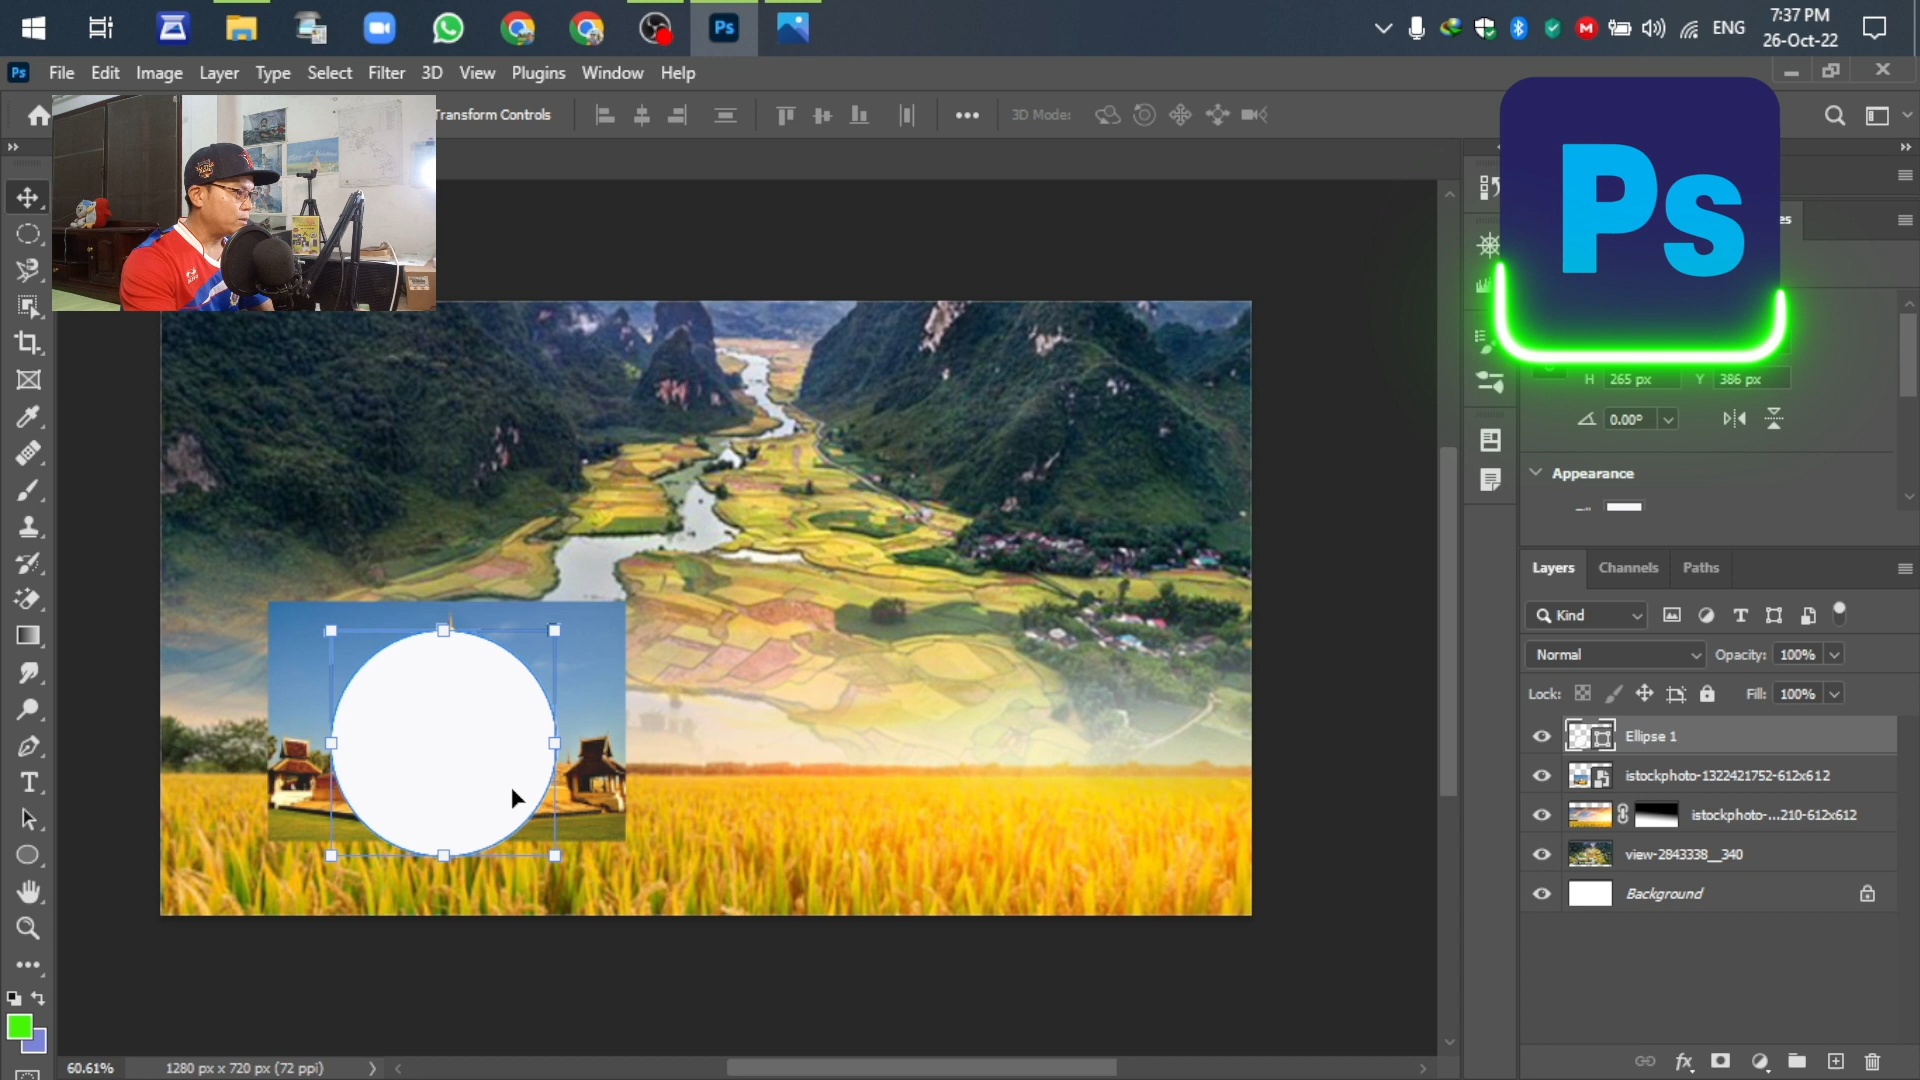 Ps
ENG
7:37 PM
26-Oct-22
Ps File Edit Image Layer Type Select Filter 3D View Plugins Window Help
Transform Controls
3D Mode:
Ps
es
H 265 px Y 386 px
0.00°
Appearance
Layers Channels Paths
Kind
Normal Opacity: 100%
Lock: Fill: 100%
Ellipse 1
istockphoto-1322421752-612x612
istockphoto-...210-612x612
view-2843338__340
Background
60.61% 1280 px x 720 px (72 ppi)